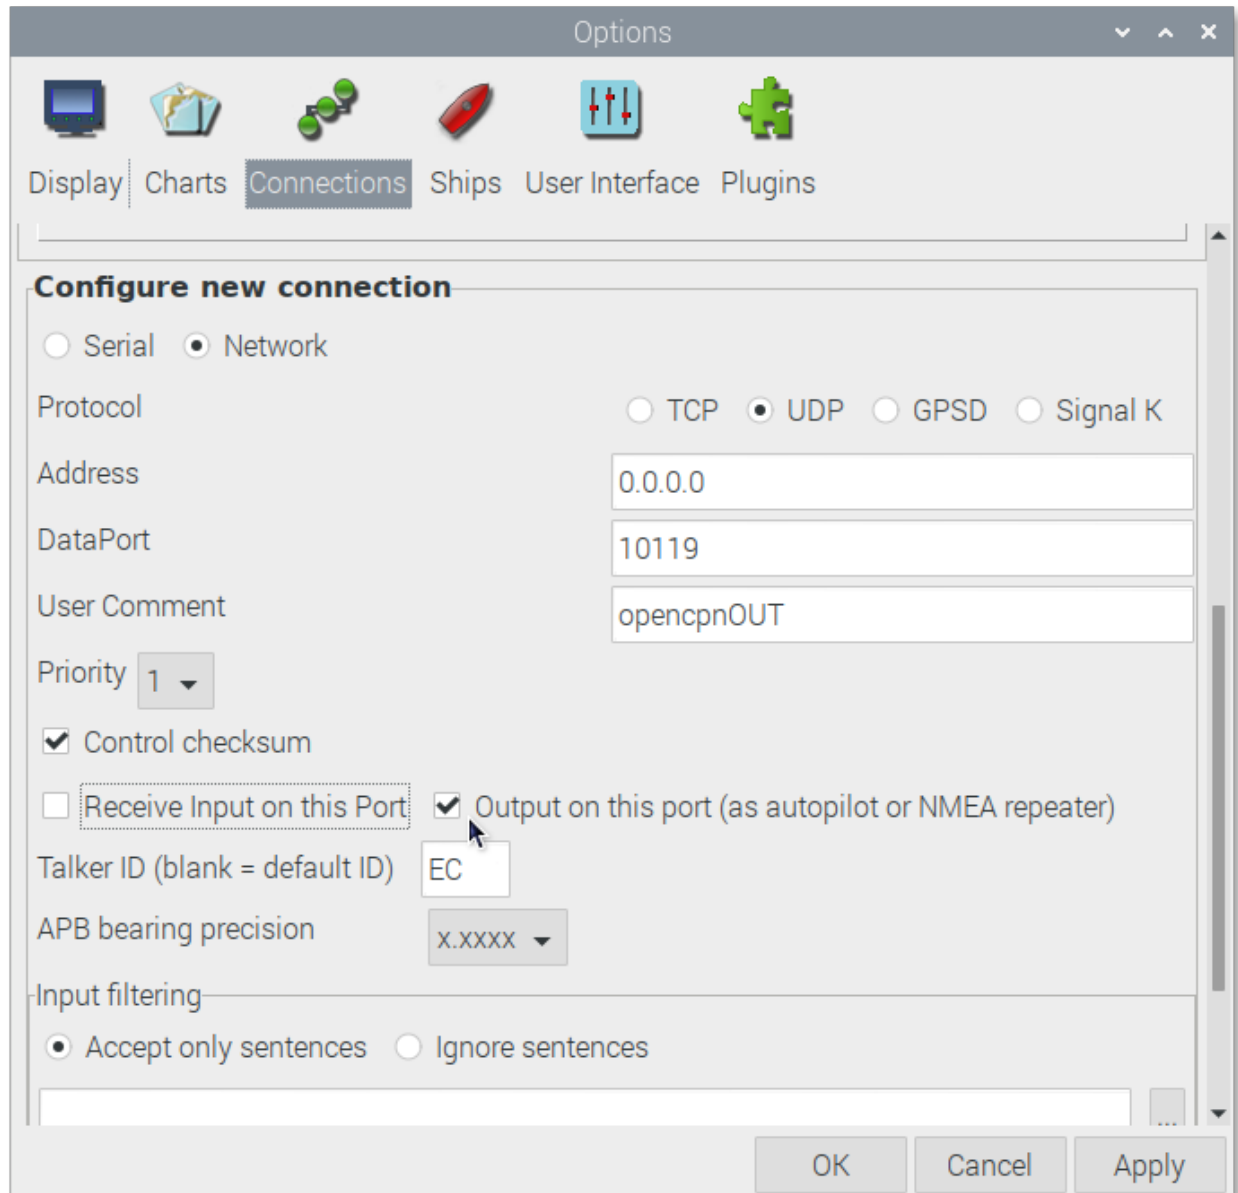 Options
Display Charts Connections Ships User Interface Plugins
Configure new connection
Serial Network
Protocol TCP UDP GPSD Signal K
Address 0.0.0.0
DataPort 10119
User Comment opencpnOUT
Priority 1
Control checksum
Receive Input on this Port Output on this port (as autopilot or NMEA repeater)
Talker ID (blank = default ID) EC
APB bearing precision x.xxxx
Input filtering
Accept only sentences Ignore sentences
...
OK Cancel Apply